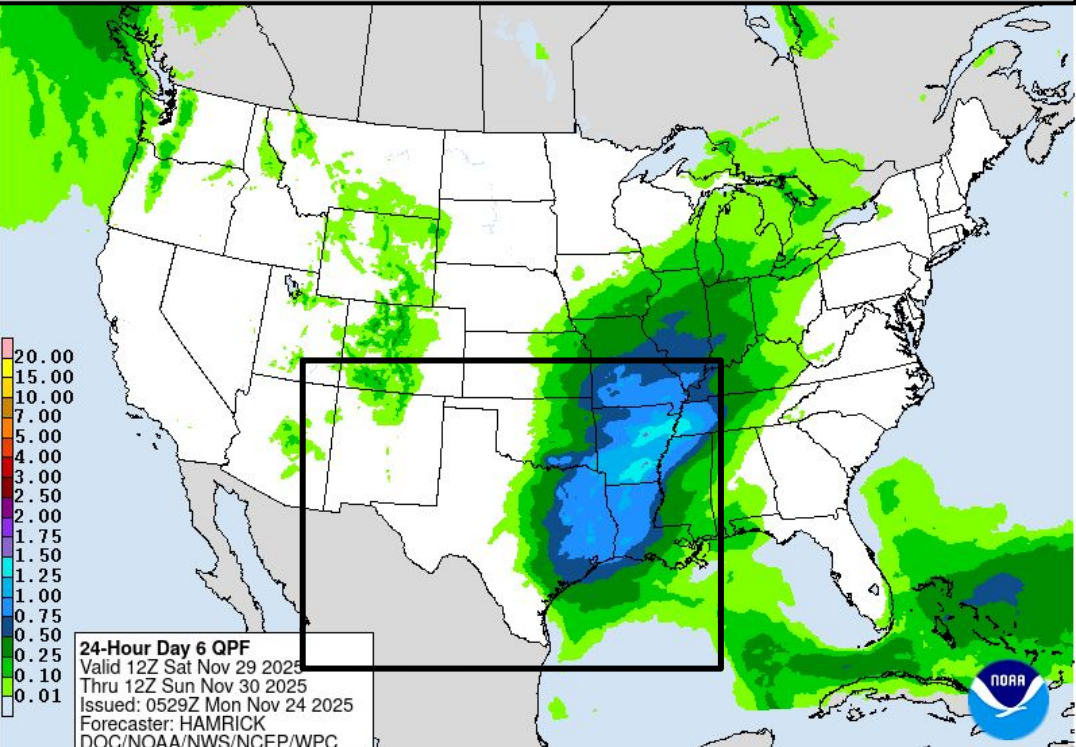 20.00
15.00
10.00
7.00
5.00
4.00
3.00
2.50
2.00
1.75
1.50
1.25
1.00
0.75
0.50
0.25
0.10
0.01
24-Hour Day 6 QPF
Valid 12Z Sat Nov 29 2025
Thru 12Z Sun Nov 30 2025
Issued: 0529Z Mon Nov 24 2025
Forecaster: HAMRICK
DOC/NOAA/NWS/NCEP/WPC
NOAA